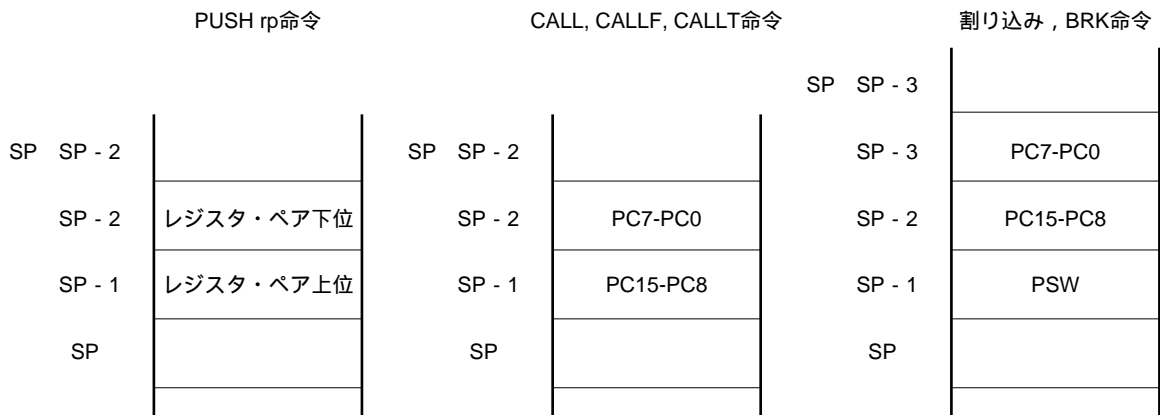 PUSH rp命令 CALL, CALLF, CALLT命令 割り込み，BRK命令
SP SP - 3
SP SP - 2 SP SP - 2 SP - 3 PC7-PC0
SP - 2 レジスタ・ペア下位 SP - 2 PC7-PC0 SP - 2 PC15-PC8
SP - 1 レジスタ・ペア上位 SP - 1 PC15-PC8 SP - 1 PSW
SP SP SP